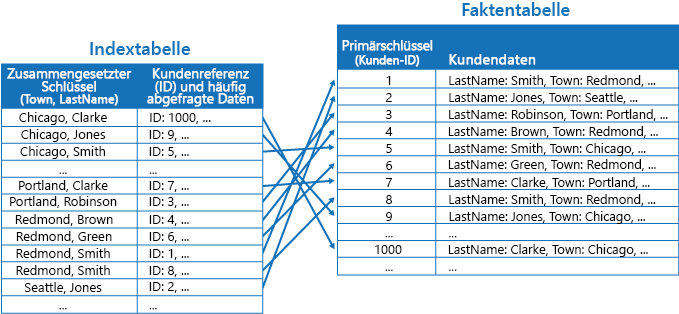 Indextabelle
Zusammengesetzter Schlüssel (Town, LastName) Kundenreferenz (ID) und häufig abgefragte Daten
Chicago, Clarke ID: 1000, ...
Chicago, Jones ID: 9, ...
Chicago, Smith ID: 5, ...
... ...
Portland, Clarke ID: 7, ...
Portland, Robinson ID: 3, ...
Redmond, Brown ID: 4, ...
Redmond, Green ID: 6, ...
Redmond, Smith ID: 1, ...
Redmond, Smith ID: 8, ...
Seattle, Jones ID: 2, ...
... ...
Faktentabelle
Primärschlüssel (Kunden-ID) Kundendaten
1 LastName: Smith, Town: Redmond, ...
2 LastName: Jones, Town: Seattle, ...
3 LastName: Robinson, Town: Portland, ...
4 LastName: Brown, Town: Redmond, ...
5 LastName: Smith, Town: Chicago, ...
6 LastName: Green, Town: Redmond, ...
7 LastName: Clarke, Town: Portland, ...
8 LastName: Smith, Town: Redmond, ...
9 LastName: Jones, Town: Chicago, ...
... ...
1000 LastName: Clarke, Town: Chicago, ...
... ...